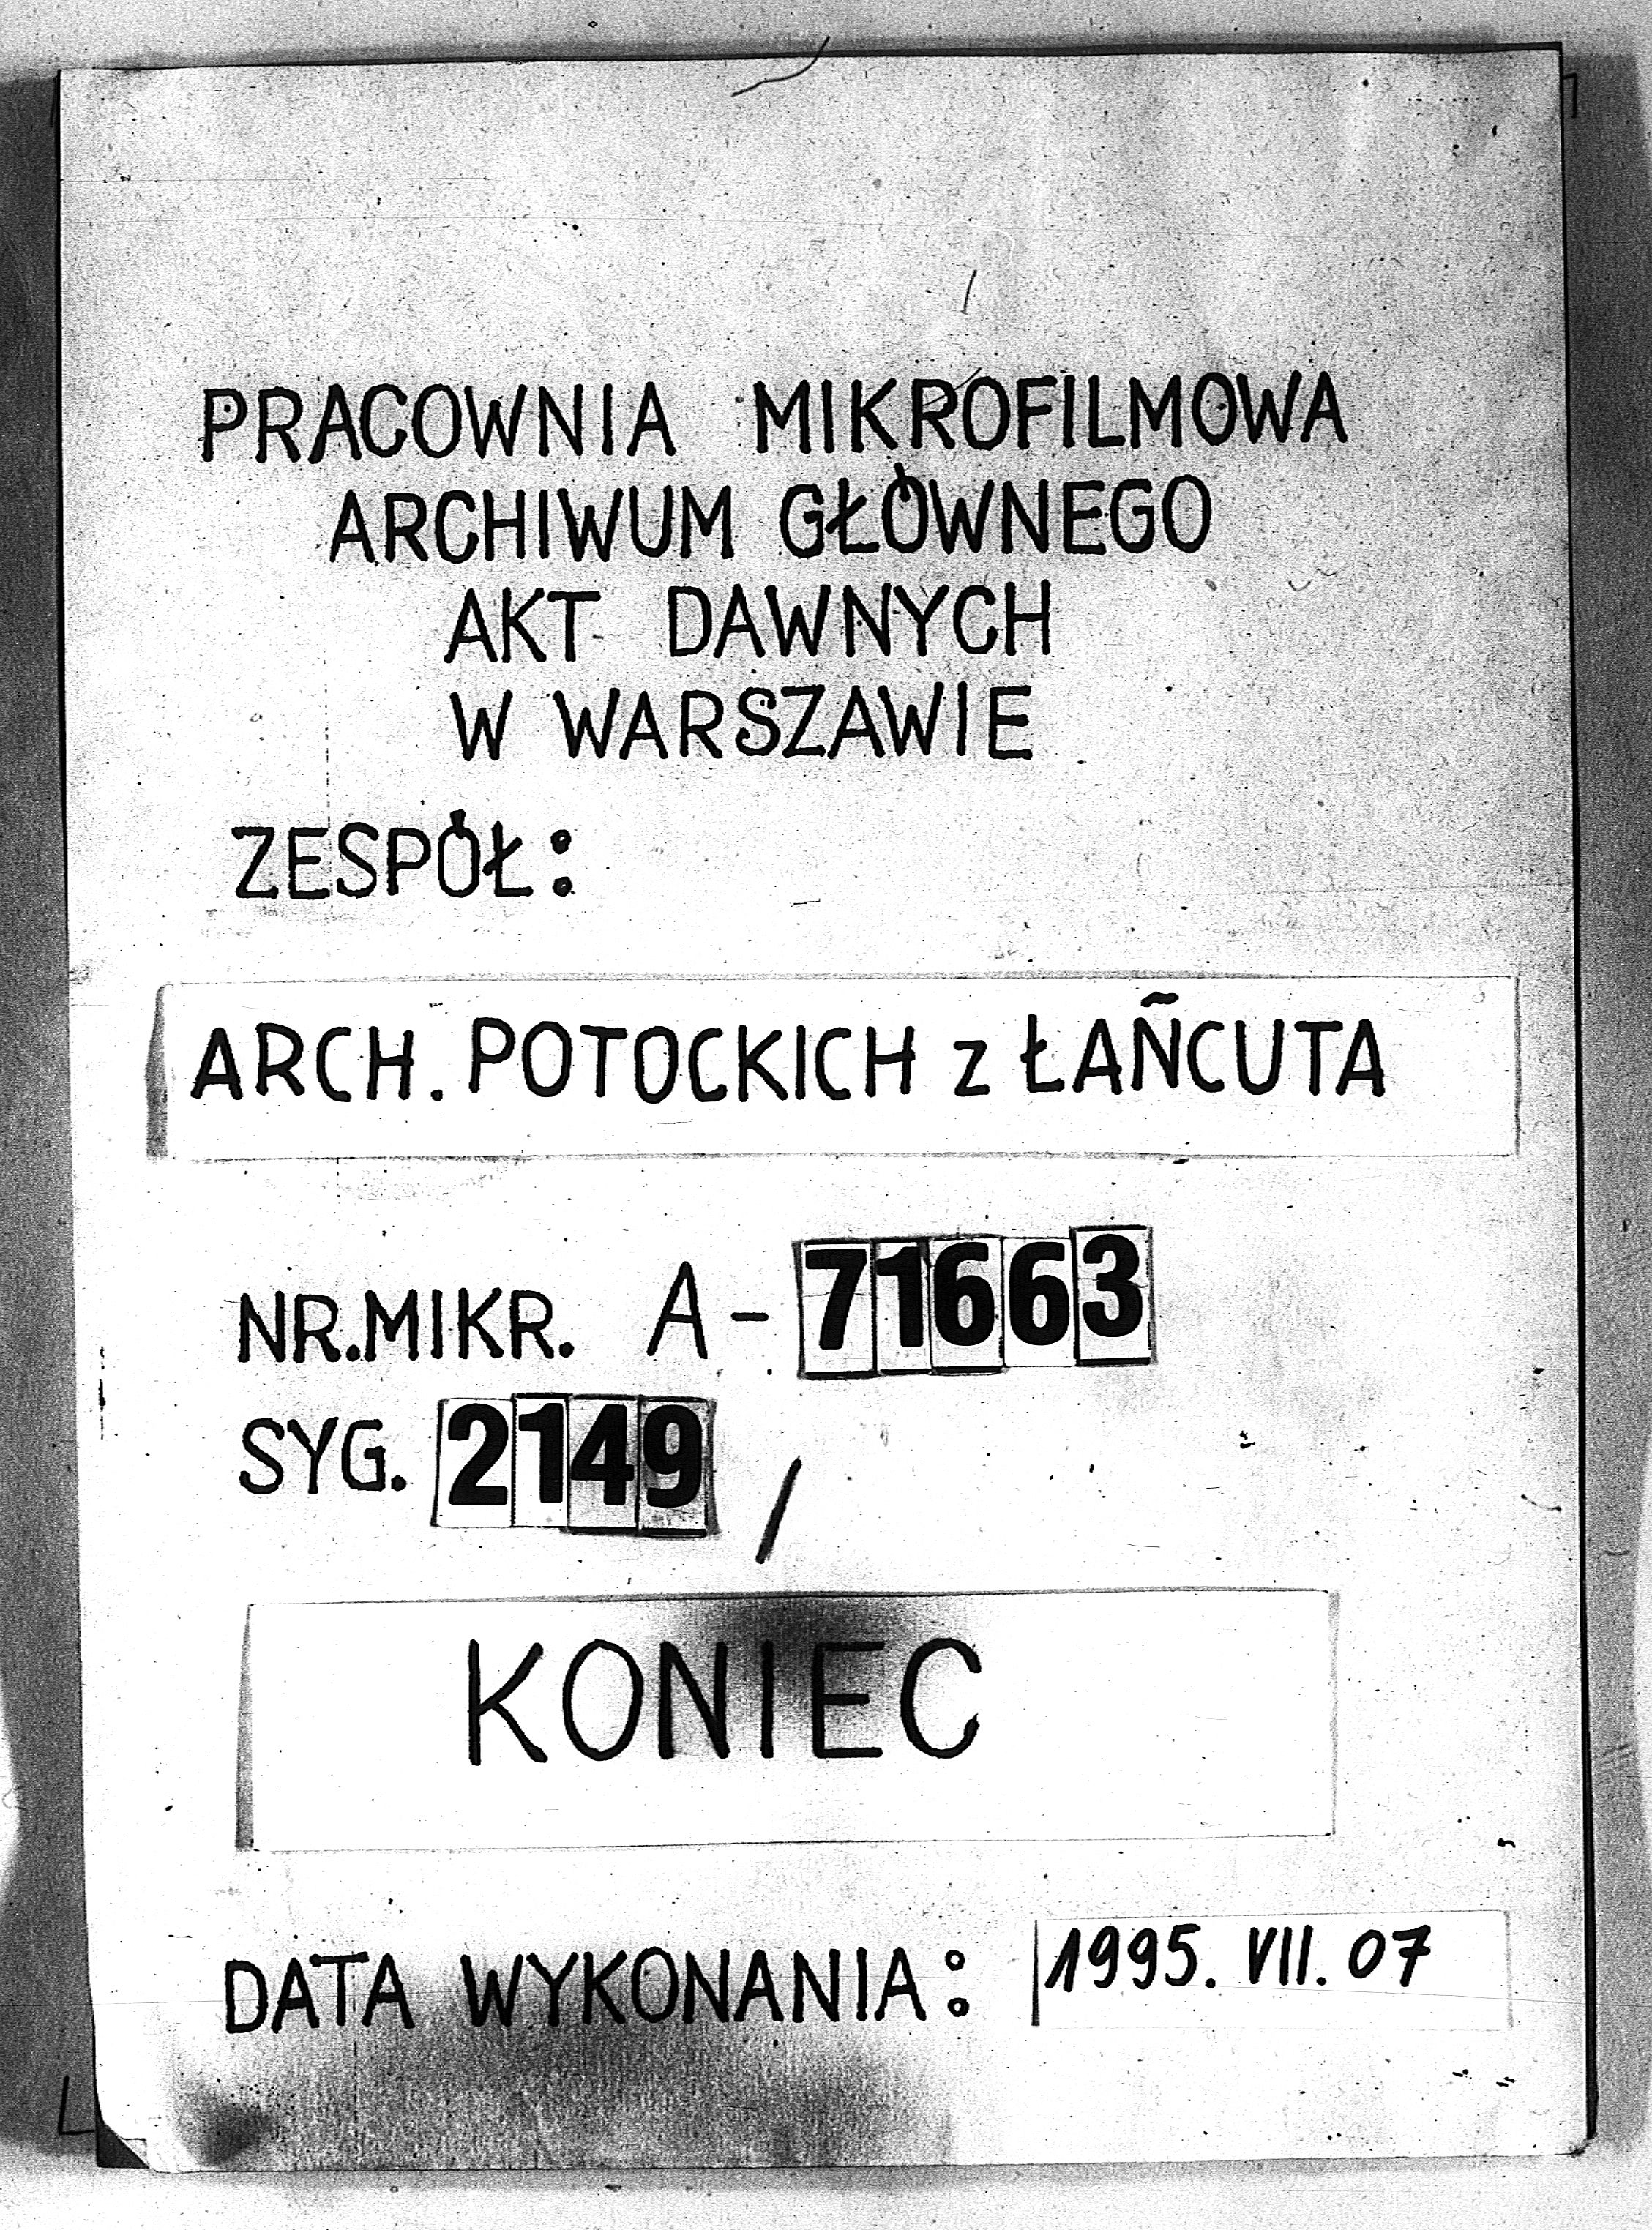 PRACOWNIA MIKROFILMOWA
ARCHIWUM GŁÓWNEGO
AKT DAWNYCH
W WARSZAWIE
ZESPÓŁ:
ARCH. POTOCKICH z ŁAÑCUTA
NR.MIKR. A-71663
SYG. 2149 /
KONIEC
DATA WYKONANIA: 1995. VII. 07